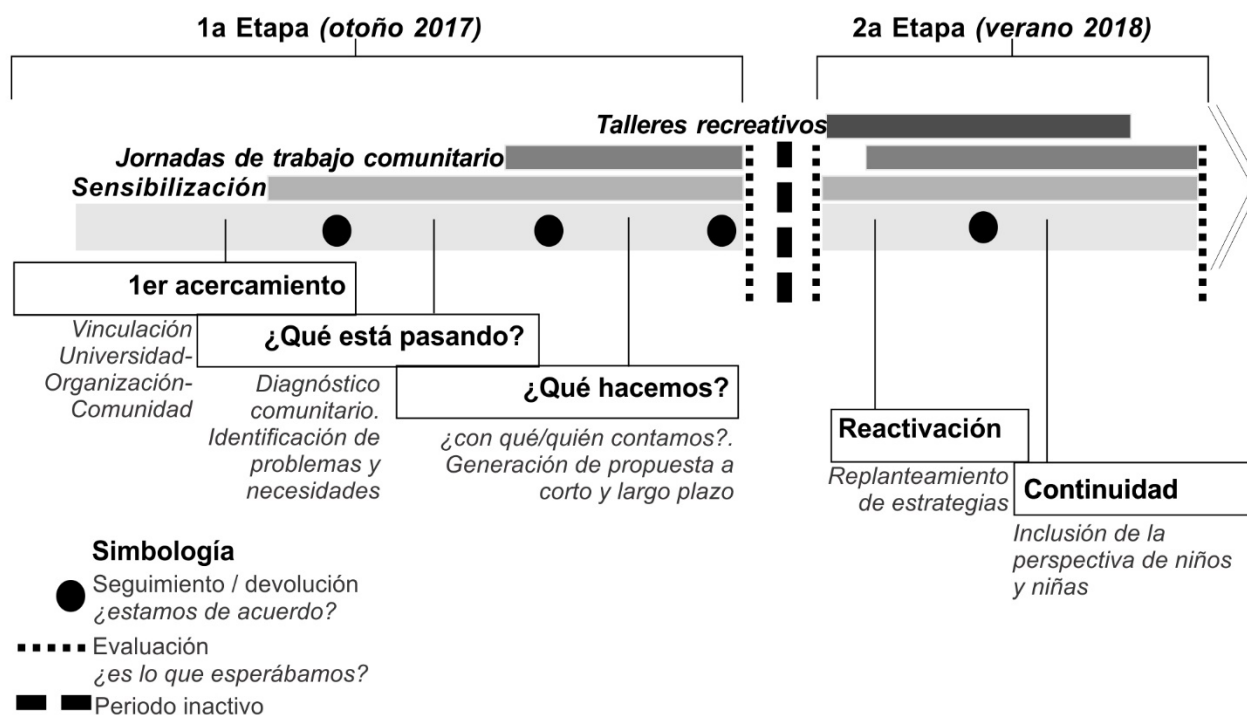 1a Etapa (otoño 2017)
2a Etapa (verano 2018)
Talleres recreativos
Jornadas de trabajo comunitario
Sensibilización
1er acercamiento
Vinculación
Universidad-
Organización-
Comunidad
¿Qué está pasando?
Diagnóstico
comunitario.
Identificación de
problemas y
necesidades
¿Qué hacemos?
¿con qué/quién contamos?.
Generación de propuesta a
corto y largo plazo
Reactivación
Replanteamiento
de estrategias
Continuidad
Inclusión de la
perspectiva de niños
y niñas
Simbología
Seguimiento / devolución
¿estamos de acuerdo?
Evaluación
¿es lo que esperábamos?
Periodo inactivo